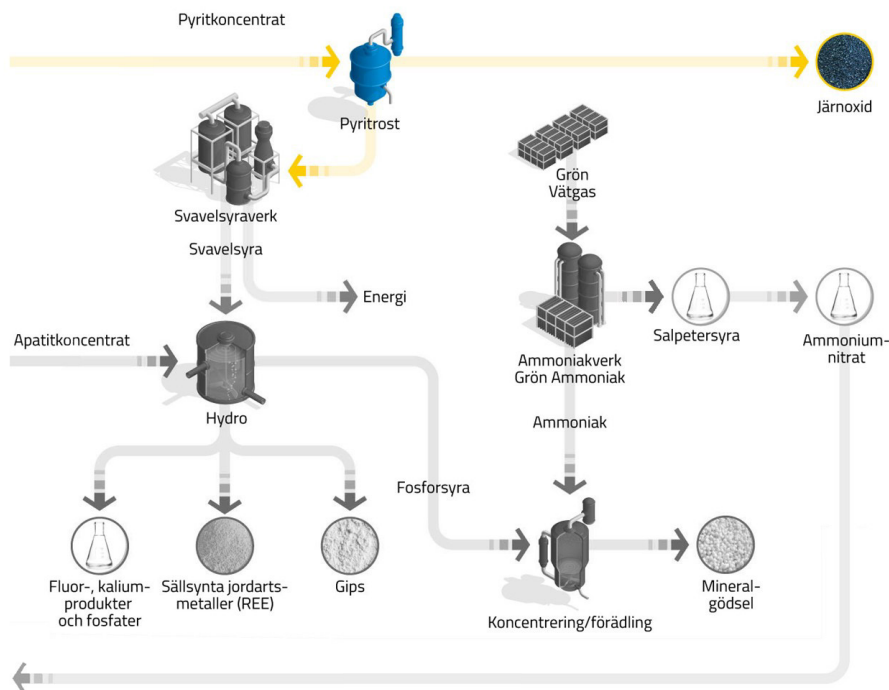 Pyritkoncentrat
Pyritrost
Järnoxid
Svavelsyraverk
Svavelsyra
Energi
Grön
Vätgas
Ammoniakverk
Grön Ammoniak
Salpetersyra
Ammonium-
nitrat
Apatitkoncentrat
Hydro
Ammoniak
Fosforsyra
Fluor-, kalium-
produkter
och fosfater
Sällsynta jordarts-
metaller (REE)
Gips
Koncentrering/förädling
Mineral-
gödsel